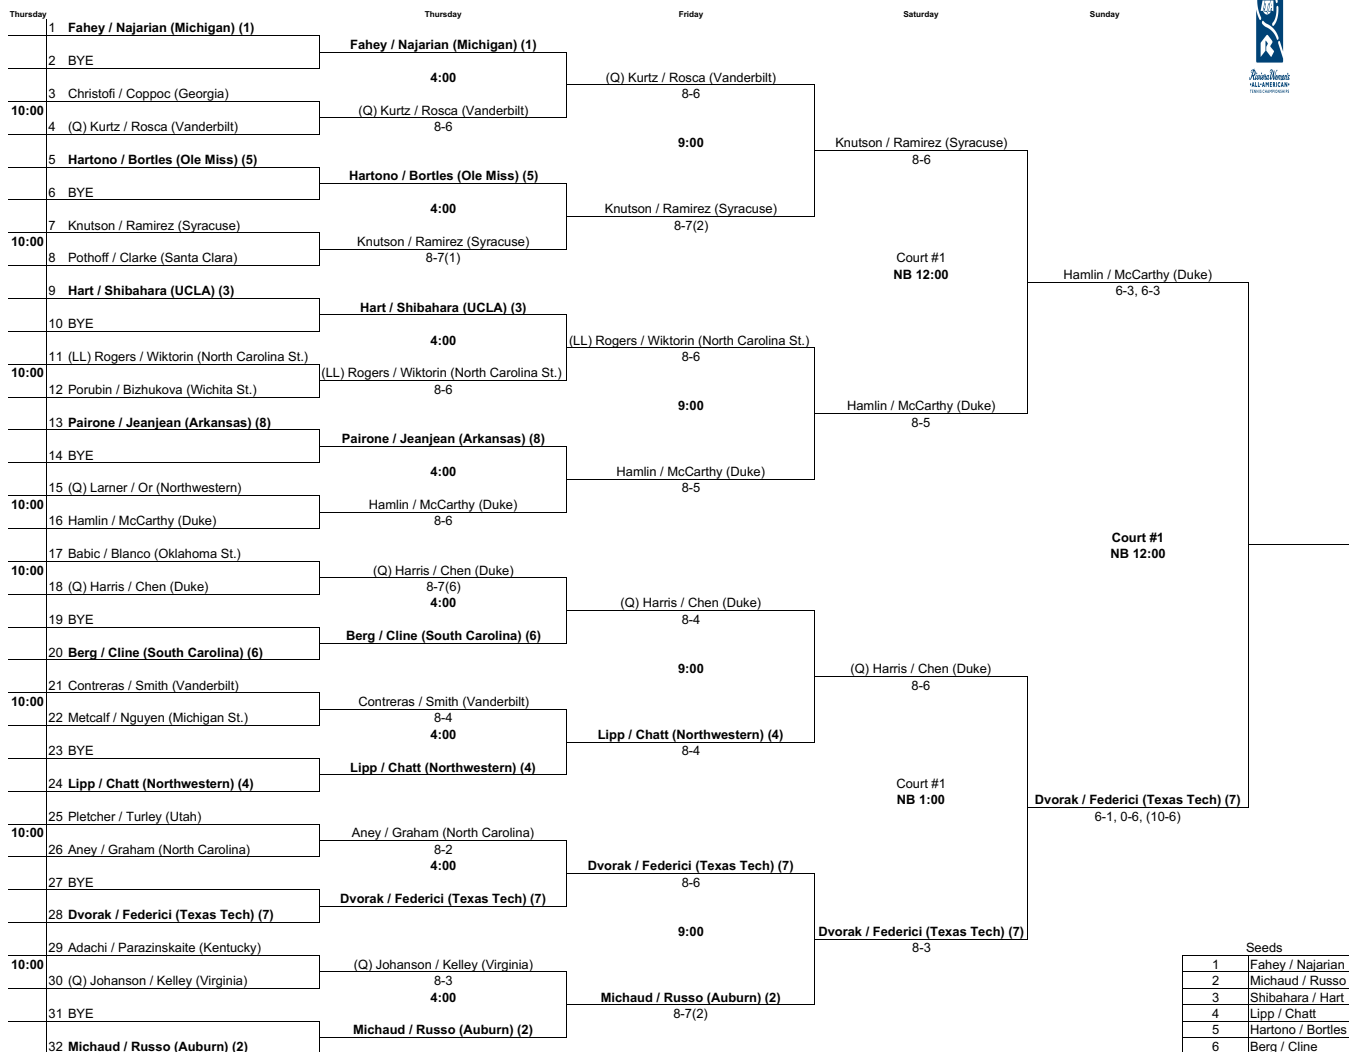 Thursday Thursday Friday Saturday Sunday
ITA
R
Riviera Women's
ALL-AMERICAN
TENNIS CHAMPIONSHIPS
1 Fahey / Najarian (Michigan) (1)
Fahey / Najarian (Michigan) (1)
2 BYE
4:00
(Q) Kurtz / Rosca (Vanderbilt)
8-6
3 Christofi / Coppoc (Georgia)
10:00
(Q) Kurtz / Rosca (Vanderbilt)
8-6
4 (Q) Kurtz / Rosca (Vanderbilt)
9:00
Knutson / Ramirez (Syracuse)
8-6
5 Hartono / Bortles (Ole Miss) (5)
Hartono / Bortles (Ole Miss) (5)
6 BYE
4:00
Knutson / Ramirez (Syracuse)
8-7(2)
7 Knutson / Ramirez (Syracuse)
10:00
Knutson / Ramirez (Syracuse)
8-7(1)
8 Pothoff / Clarke (Santa Clara)
Court #1
NB 12:00
Hamlin / McCarthy (Duke)
6-3, 6-3
9 Hart / Shibahara (UCLA) (3)
Hart / Shibahara (UCLA) (3)
10 BYE
4:00
(LL) Rogers / Wiktorin (North Carolina St.)
8-6
11 (LL) Rogers / Wiktorin (North Carolina St.)
10:00
(LL) Rogers / Wiktorin (North Carolina St.)
8-6
12 Porubin / Bizhukova (Wichita St.)
9:00
Hamlin / McCarthy (Duke)
8-5
13 Pairone / Jeanjean (Arkansas) (8)
Pairone / Jeanjean (Arkansas) (8)
14 BYE
4:00
Hamlin / McCarthy (Duke)
8-5
15 (Q) Larner / Or (Northwestern)
10:00
Hamlin / McCarthy (Duke)
8-6
16 Hamlin / McCarthy (Duke)
Court #1
NB 12:00
17 Babic / Blanco (Oklahoma St.)
10:00
(Q) Harris / Chen (Duke)
8-7(6)
18 (Q) Harris / Chen (Duke)
4:00
(Q) Harris / Chen (Duke)
8-4
19 BYE
Berg / Cline (South Carolina) (6)
20 Berg / Cline (South Carolina) (6)
9:00
(Q) Harris / Chen (Duke)
8-6
21 Contreras / Smith (Vanderbilt)
10:00
Contreras / Smith (Vanderbilt)
8-4
22 Metcalf / Nguyen (Michigan St.)
4:00
Lipp / Chatt (Northwestern) (4)
8-4
23 BYE
Lipp / Chatt (Northwestern) (4)
24 Lipp / Chatt (Northwestern) (4)
Court #1
NB 1:00
Dvorak / Federici (Texas Tech) (7)
6-1, 0-6, (10-6)
25 Pletcher / Turley (Utah)
10:00
Aney / Graham (North Carolina)
8-2
26 Aney / Graham (North Carolina)
4:00
Dvorak / Federici (Texas Tech) (7)
8-6
27 BYE
Dvorak / Federici (Texas Tech) (7)
28 Dvorak / Federici (Texas Tech) (7)
9:00
Dvorak / Federici (Texas Tech) (7)
8-3
29 Adachi / Parazinskaite (Kentucky)
10:00
(Q) Johanson / Kelley (Virginia)
8-3
30 (Q) Johanson / Kelley (Virginia)
4:00
Michaud / Russo (Auburn) (2)
8-7(2)
31 BYE
Michaud / Russo (Auburn) (2)
32 Michaud / Russo (Auburn) (2)
Seeds
1 Fahey / Najarian
2 Michaud / Russo
3 Shibahara / Hart
4 Lipp / Chatt
5 Hartono / Bortles
6 Berg / Cline